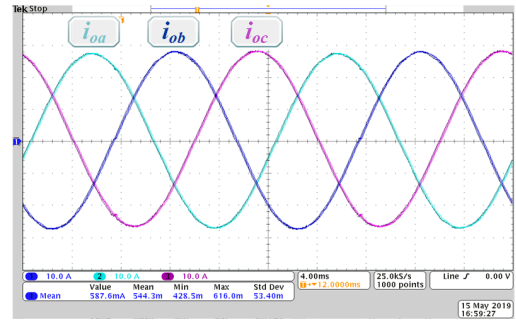 Tek Stop
ioa
iob
ioc
1 10.0 A 2 10.0 A 3 10.0 A
4.00ms
12.0000ms
25.0kS/s
1000 points
Line 0.00 V
Value Mean Min Max Std Dev
1 Mean 587.6mA 544.3m 428.5m 616.0m 53.40m
15 May 2019
16:59:27